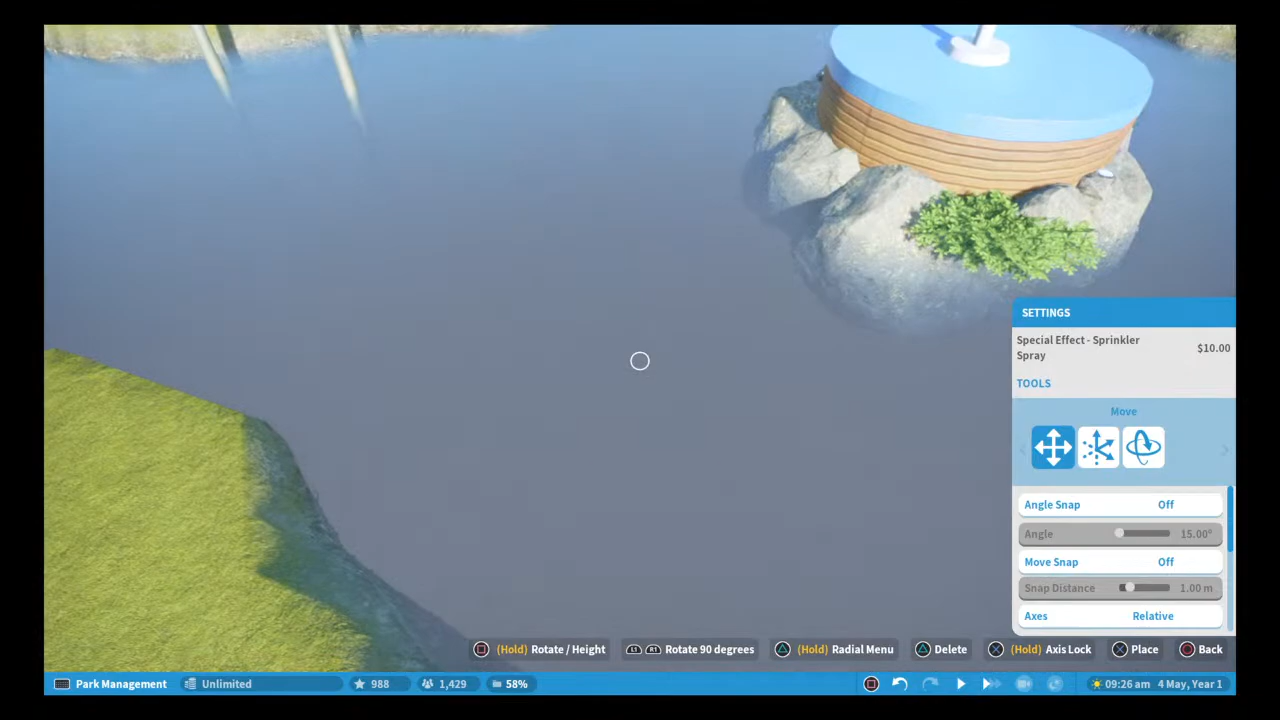 SETTINGS
Special Effect - Sprinkler
Spray
$10.00
TOOLS
Move
Angle Snap Off
Angle 15.00°
Move Snap Off
Snap Distance 1.00 m
Axes Relative
(Hold) Rotate / Height L1 R1 Rotate 90 degrees (Hold) Radial Menu Delete (Hold) Axis Lock Place Back
Park Management Unlimited 988 1,429 58% 09:26 am 4 May, Year 1